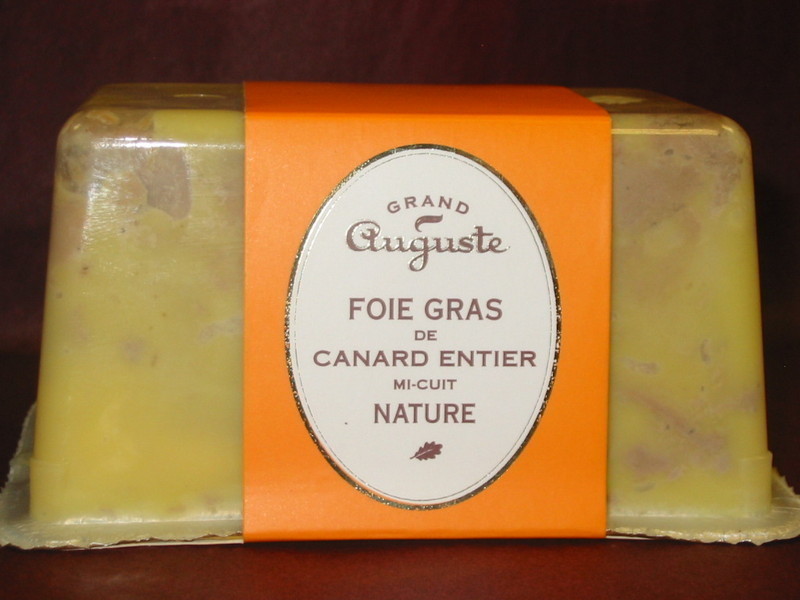 GRAND
Auguste
FOIE GRAS
DE
CANARD ENTIER
MI-CUIT
NATURE